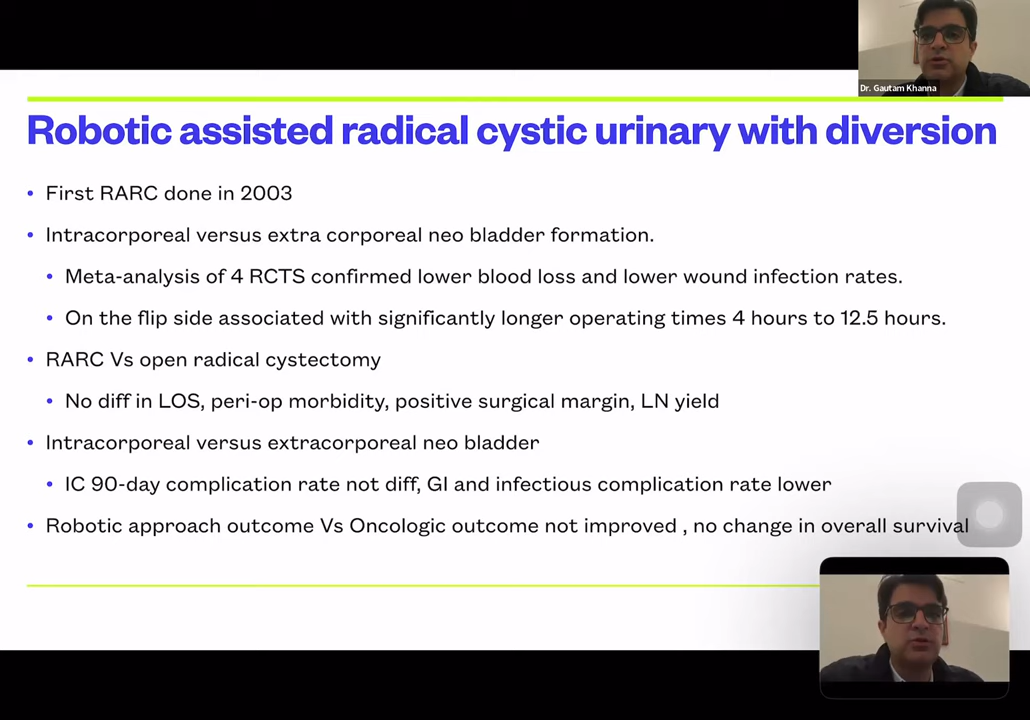 Dr. Gautam Khanna
Robotic assisted radical cystic urinary with diversion
• First RARC done in 2003
• Intracorporeal versus extra corporeal neo bladder formation.
• Meta-analysis of 4 RCTS confirmed lower blood loss and lower wound infection rates.
• On the flip side associated with significantly longer operating times 4 hours to 12.5 hours.
• RARC Vs open radical cystectomy
• No diff in LOS, peri-op morbidity, positive surgical margin, LN yield
• Intracorporeal versus extracorporeal neo bladder
• IC 90-day complication rate not diff, GI and infectious complication rate lower
• Robotic approach outcome Vs Oncologic outcome not improved , no change in overall survival